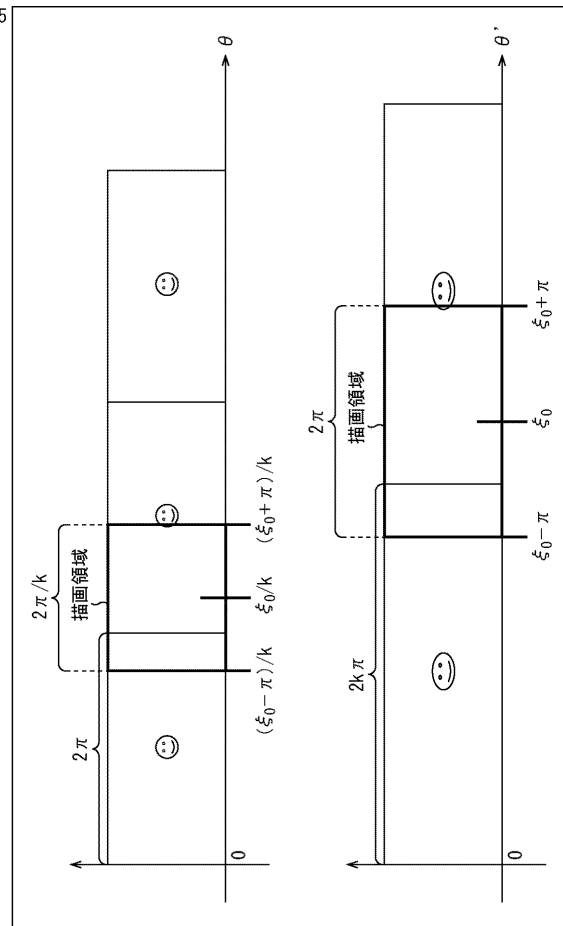 5
2π/k
描画領域
2π
0
(ξ₀−π)/k
ξ₀/k
(ξ₀+π)/k
θ
2π
描画領域
2kπ
0
ξ₀−π
ξ₀
ξ₀+π
θ'